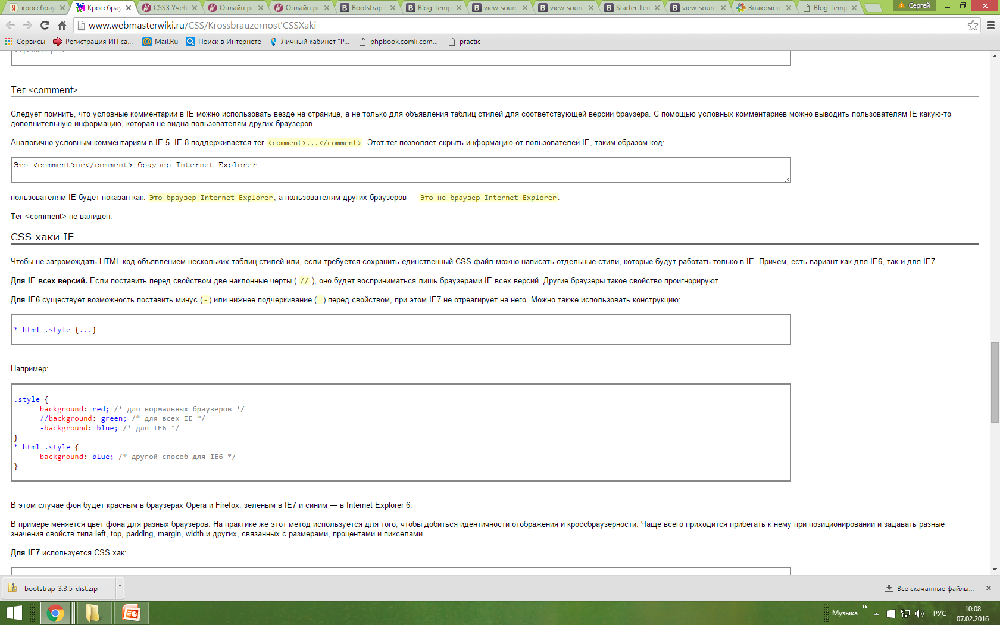 кроссбрау
Кроссбрау
CSS3 Учеб
Онлайн ре
Онлайн ре
Bootstrap
Blog Temp
view-sourc
view-sourc
Starter Ten
view-sourc
Знакомств
Blog Temp
Сергей
www.webmasterwiki.ru/CSS/Krossbrauzernost'CSSXaki
Сервисы
Регистрация ИП са...
Mail.Ru
Поиск в Интернете
Личный кабинет "Р...
phpbook.comli.com...
practic
Тег <comment>
Следует помнить, что условные комментарии в IE можно использовать везде на странице, а не только для объявления таблиц стилей для соответствующей версии браузера. С помощью условных комментариев можно выводить пользователям IE какую-то
дополнительную информацию, которая не видна пользователям других браузеров.
Аналогично условным комментариям в IE 5--IE 8 поддерживается тег <comment>...</comment>. Этот тег позволяет скрыть информацию от пользователей IE, таким образом код:
Это <comment>не</comment> браузер Internet Explorer
пользователям IE будет показан как: Это браузер Internet Explorer, а пользователям других браузеров — Это не браузер Internet Explorer.
Тег <comment> не валиден.
CSS хаки IE
Чтобы не загромождать HTML-код объявлением нескольких таблиц стилей или, если требуется сохранить единственный CSS-файл можно написать отдельные стили, которые будут работать только в IE. Причем, есть вариант как для IE6, так и для IE7.
Для IE всех версий. Если поставить перед свойством две наклонные черты ( // ), оно будет восприниматься лишь браузерами IE всех версий. Другие браузеры такое свойство проигнорируют.
Для IE6 существует возможность поставить минус (-) или нижнее подчеркивание (_) перед свойством, при этом IE7 не отреагирует на него. Можно также использовать конструкцию:
* html .style {...}
Например:
.style {
background: red; /* для нормальных браузеров */
//background: green; /* для всех IE */
-background: blue; /* для IE6 */
}
* html .style {
background: blue; /* другой способ для IE6 */
}
В этом случае фон будет красным в браузерах Opera и Firefox, зеленым в IE7 и синим — в Internet Explorer 6.
В примере меняется цвет фона для разных браузеров. На практике же этот метод используется для того, чтобы добиться идентичности отображения и кроссбраузерности. Чаще всего приходится прибегать к нему при позиционировании и задавать разные
значения свойств типа left, top, padding, margin, width и других, связанных с размерами, процентами и пикселами.
Для IE7 используется CSS хак:
bootstrap-3.3.5-dist.zip
Все скачанные файлы...
Музыка
РУС
10:08
07.02.2016